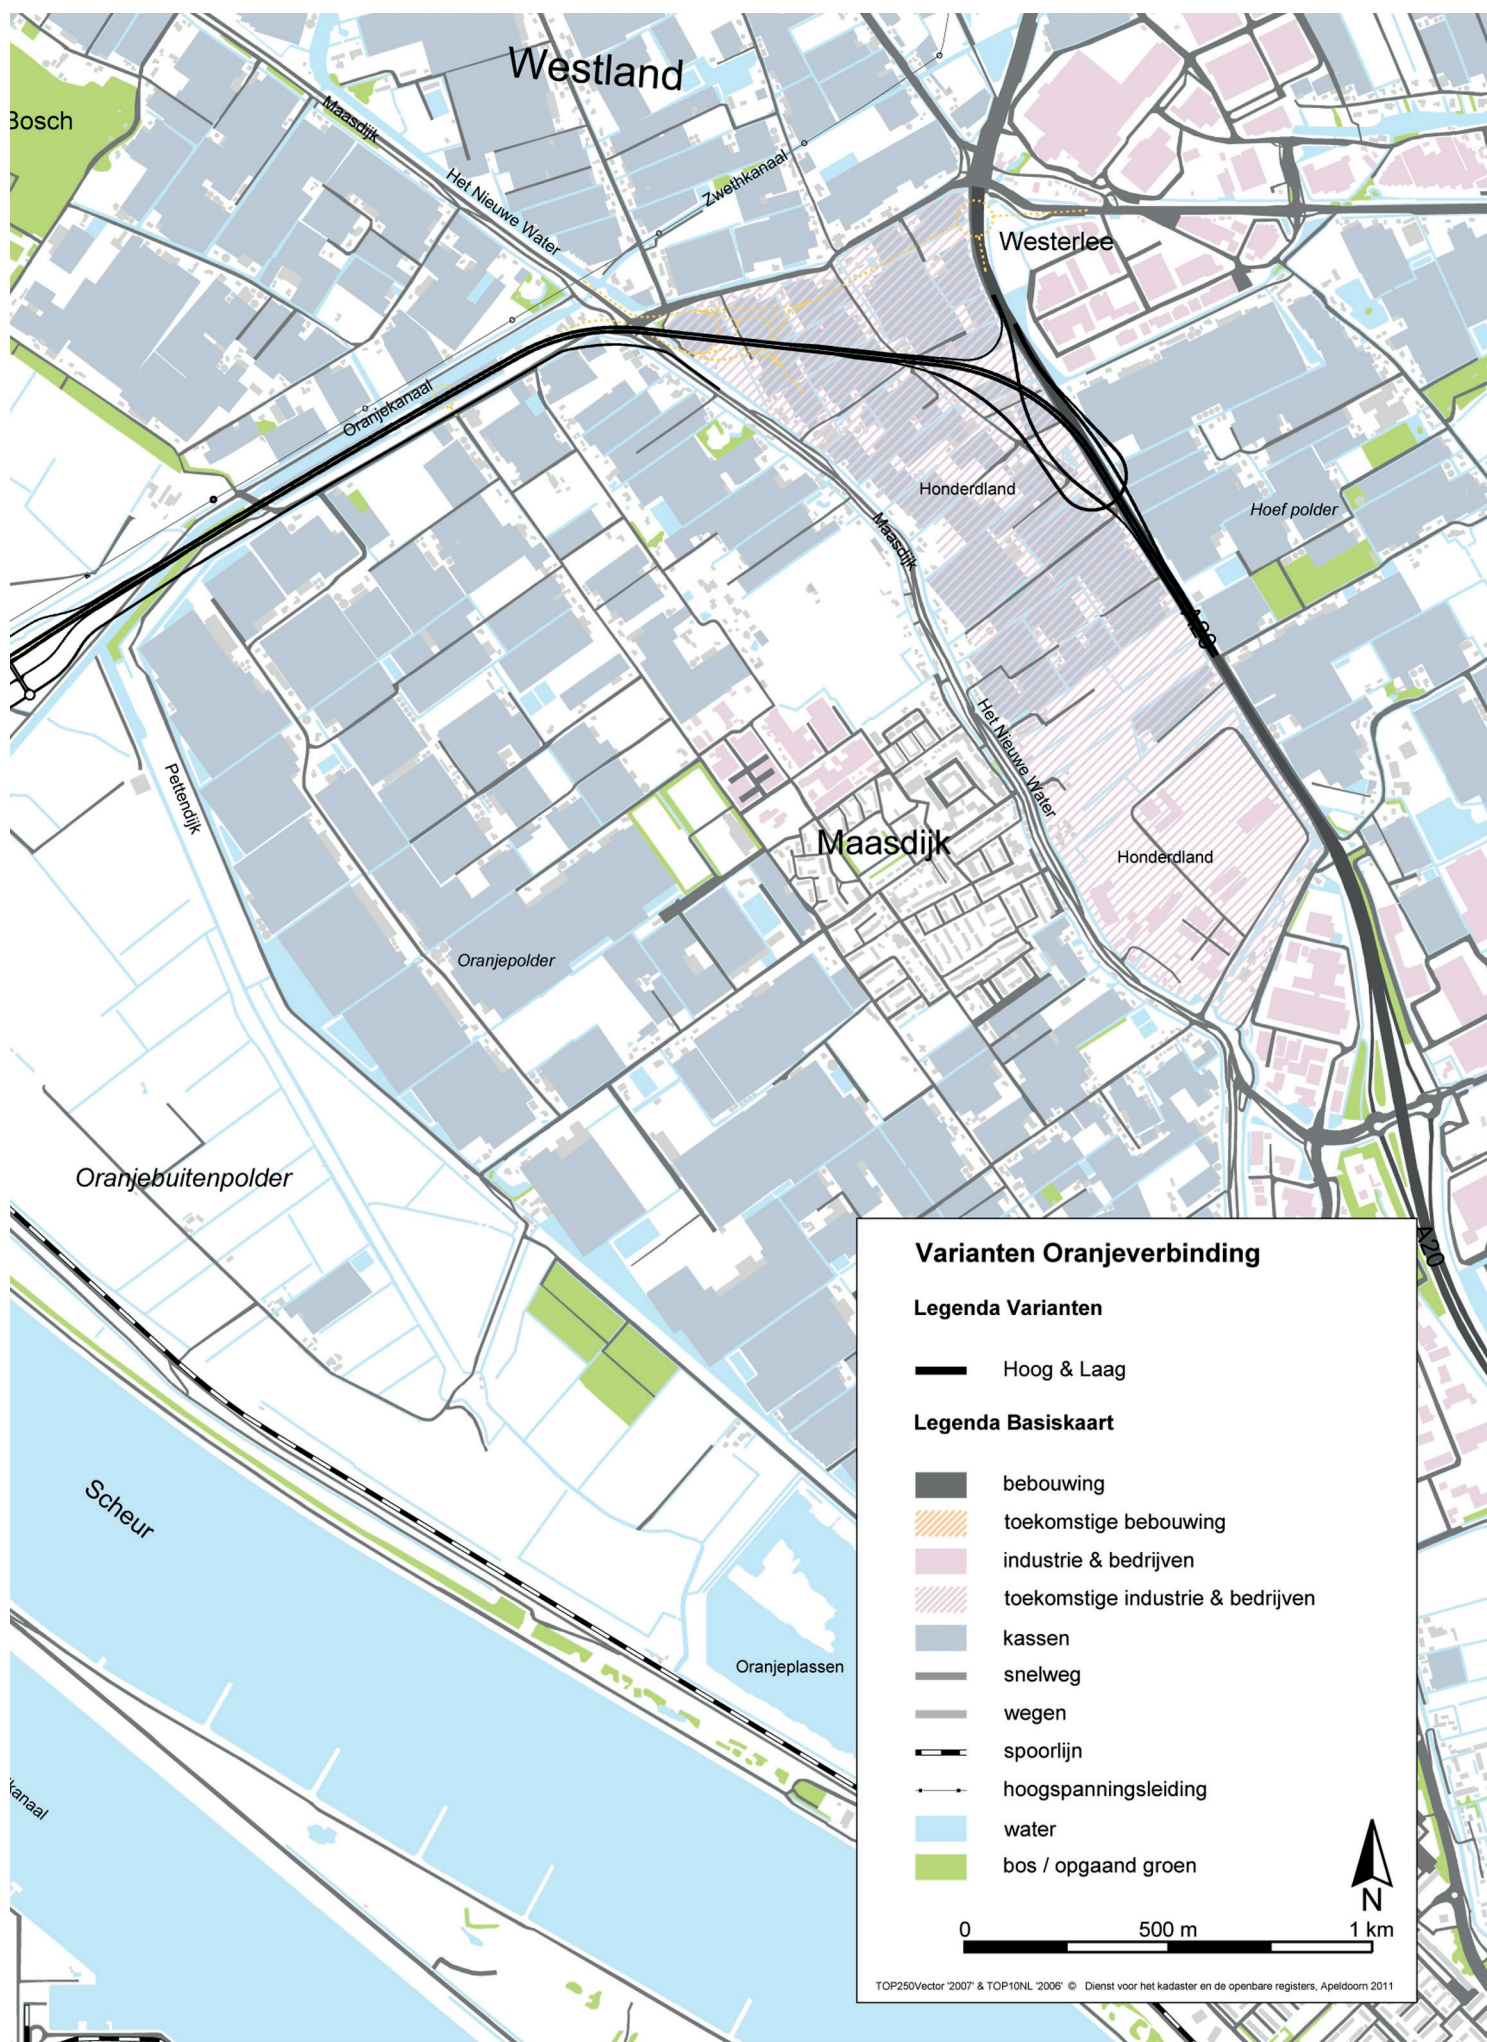 Westland
Bosch
Maasdijk
Het Nieuwe Water
Zwethkanaal
Westerlee
Oranjekanaal
Honderdland
Hoef polder
Maasdijk
A20
Het Nieuwe Water
Pettendijk
Maasdijk
Honderdland
Oranjepolder
Oranjebuitenpolder
A20
Scheur
Oranjeplassen
kanaal
Varianten Oranjeverbinding
Legenda Varianten
Hoog & Laag
Legenda Basiskaart
bebouwing
toekomstige bebouwing
industrie & bedrijven
toekomstige industrie & bedrijven
kassen
snelweg
wegen
spoorlijn
hoogspanningsleiding
water
bos / opgaand groen
N
0 500 m 1 km
TOP250Vector '2007' & TOP10NL '2006' © Dienst voor het kadaster en de openbare registers, Apeldoorn 2011